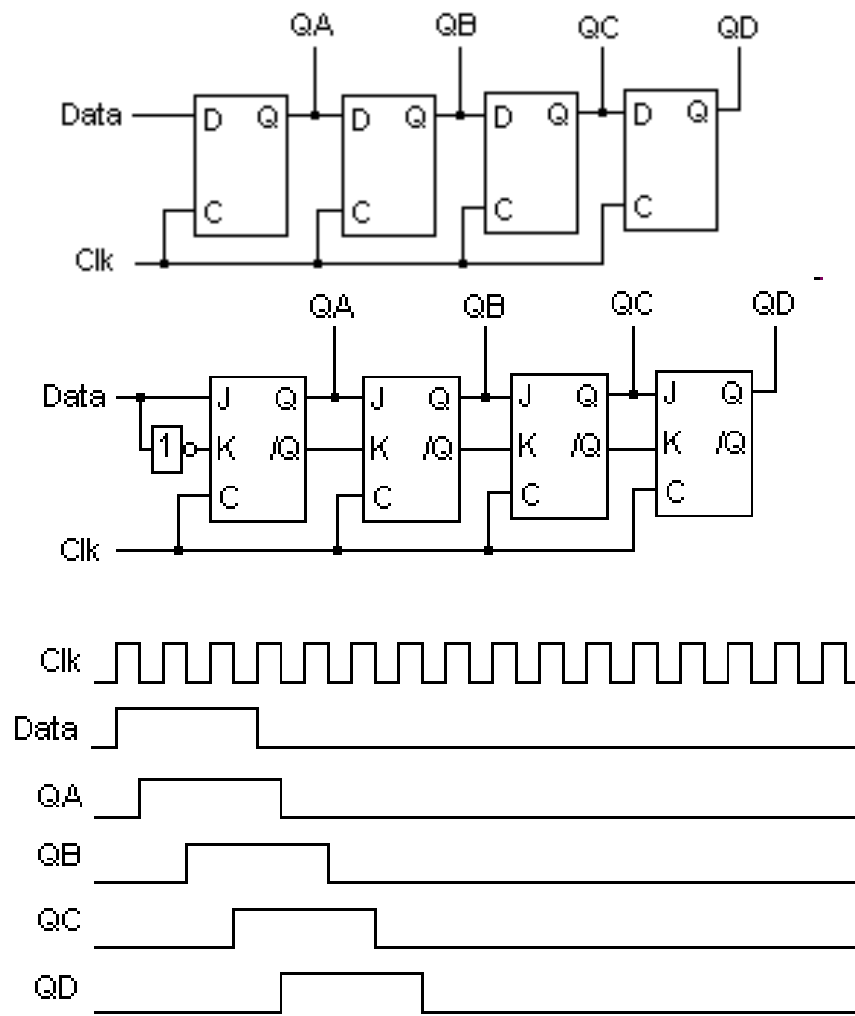 QA QB QC QD
Data D Q D Q D Q D Q
C C C C
Clk
QA QB QC QD
Data J Q J Q J Q J Q
1 K /Q K /Q K /Q K /Q
C C C C
Clk
Clk
Data
QA
QB
QC
QD